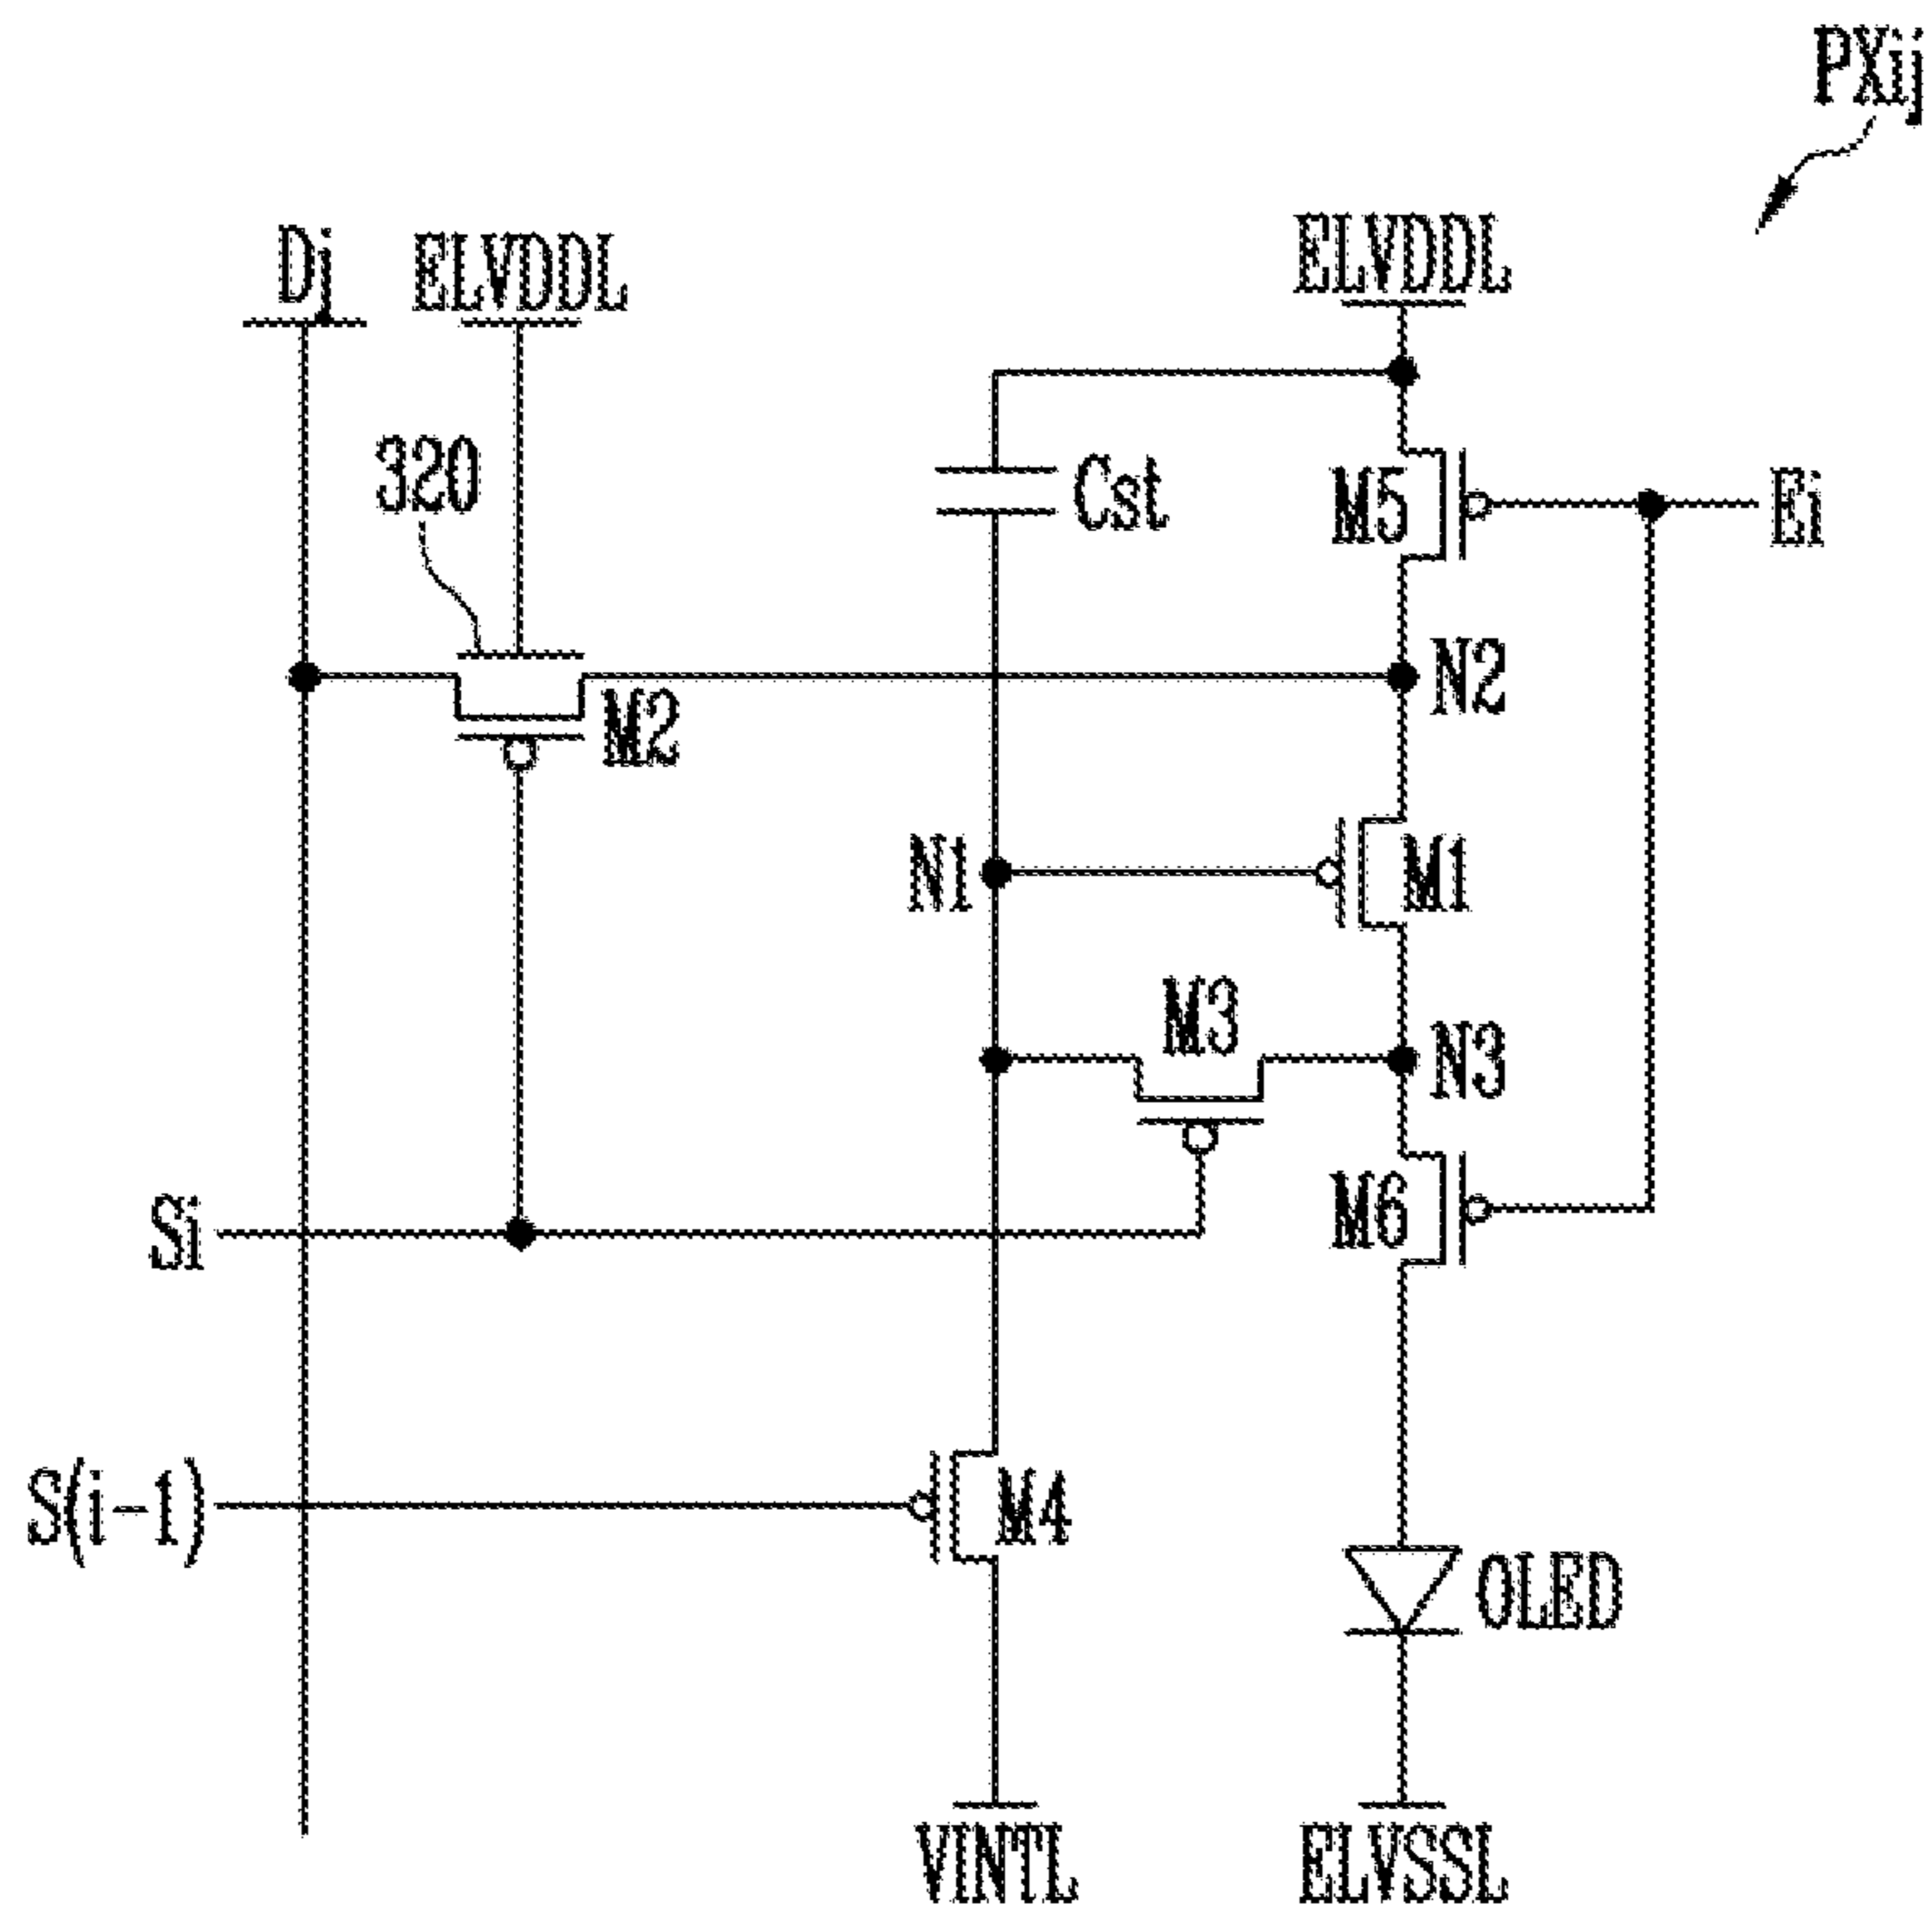 PXij
Dj
ELVDDL
ELVDDL
320
Cst
M5
Ei
N2
M2
N1
M1
M3
N3
M6
Si
S(i-1)
M4
OLED
VINTL
ELVSSL